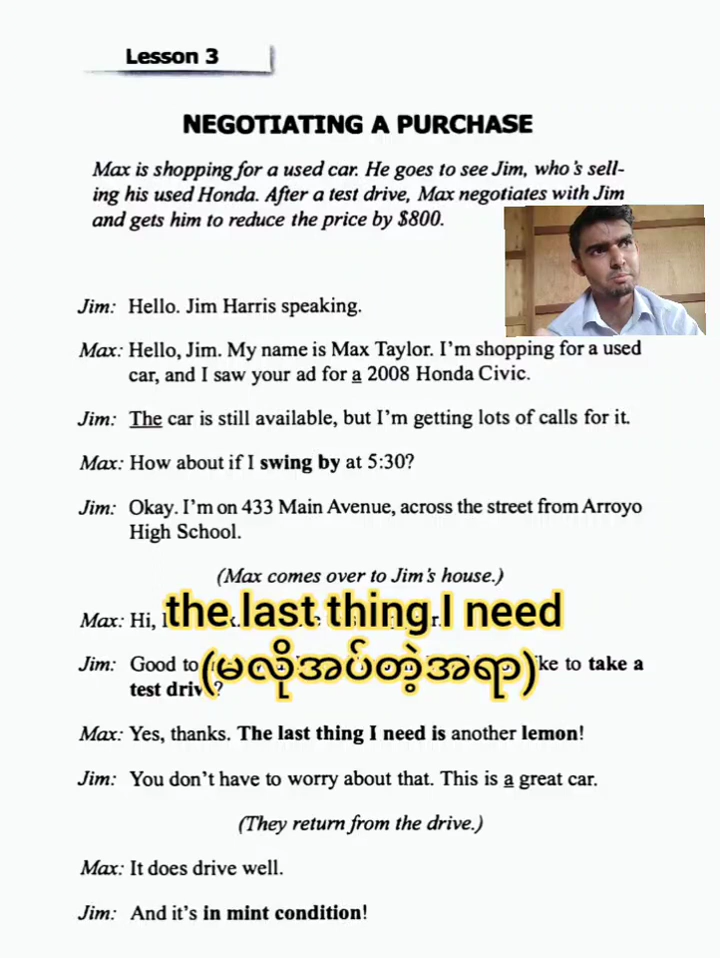 Lesson 3
NEGOTIATING A PURCHASE
Max is shopping for a used car. He goes to see Jim, who's sell-
ing his used Honda. After a test drive, Max negotiates with Jim
and gets him to reduce the price by $800.
Jim: Hello. Jim Harris speaking.
Max: Hello, Jim. My name is Max Taylor. I'm shopping for a used
car, and I saw your ad for a 2008 Honda Civic.
Jim: The car is still available, but I'm getting lots of calls for it.
Max: How about if I swing by at 5:30?
Jim: Okay. I'm on 433 Main Avenue, across the street from Arroyo
High School.
(Max comes over to Jim's house.)
Max: Hi,
the last thing I need
Jim: Good to
(မလိုအပ်တဲ့အရာ)
to take a
test drive?
Max: Yes, thanks. The last thing I need is another lemon!
Jim: You don't have to worry about that. This is a great car.
(They return from the drive.)
Max: It does drive well.
Jim: And it's in mint condition!